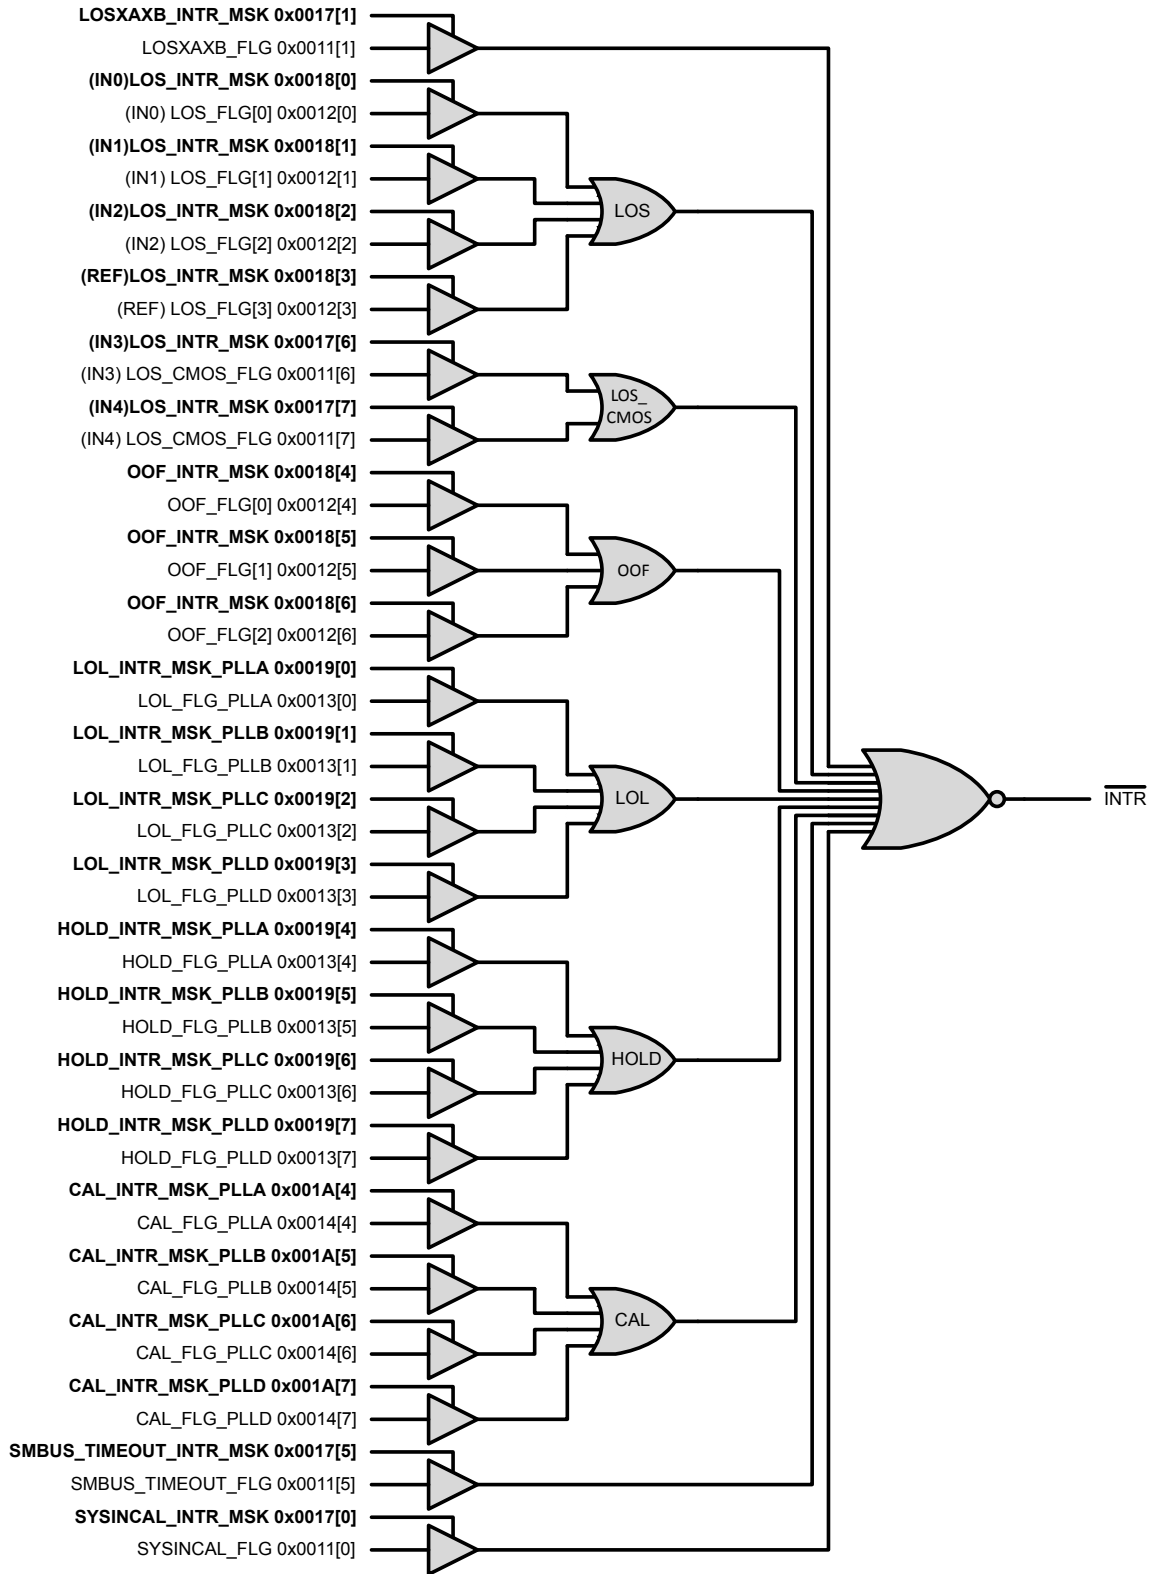 LOSXAXB_INTR_MSK 0x0017[1]
LOSXAXB_FLG 0x0011[1]
(IN0)LOS_INTR_MSK 0x0018[0]
(IN0) LOS_FLG[0] 0x0012[0]
(IN1)LOS_INTR_MSK 0x0018[1]
(IN1) LOS_FLG[1] 0x0012[1]
(IN2)LOS_INTR_MSK 0x0018[2]
(IN2) LOS_FLG[2] 0x0012[2]
(REF)LOS_INTR_MSK 0x0018[3]
(REF) LOS_FLG[3] 0x0012[3]
LOS
(IN3)LOS_INTR_MSK 0x0017[6]
(IN3) LOS_CMOS_FLG 0x0011[6]
(IN4)LOS_INTR_MSK 0x0017[7]
(IN4) LOS_CMOS_FLG 0x0011[7]
LOS_
CMOS
OOF_INTR_MSK 0x0018[4]
OOF_FLG[0] 0x0012[4]
OOF_INTR_MSK 0x0018[5]
OOF_FLG[1] 0x0012[5]
OOF_INTR_MSK 0x0018[6]
OOF_FLG[2] 0x0012[6]
OOF
LOL_INTR_MSK_PLLA 0x0019[0]
LOL_FLG_PLLA 0x0013[0]
LOL_INTR_MSK_PLLB 0x0019[1]
LOL_FLG_PLLB 0x0013[1]
LOL_INTR_MSK_PLLC 0x0019[2]
LOL_FLG_PLLC 0x0013[2]
LOL_INTR_MSK_PLLD 0x0019[3]
LOL_FLG_PLLD 0x0013[3]
LOL
HOLD_INTR_MSK_PLLA 0x0019[4]
HOLD_FLG_PLLA 0x0013[4]
HOLD_INTR_MSK_PLLB 0x0019[5]
HOLD_FLG_PLLB 0x0013[5]
HOLD_INTR_MSK_PLLC 0x0019[6]
HOLD_FLG_PLLC 0x0013[6]
HOLD_INTR_MSK_PLLD 0x0019[7]
HOLD_FLG_PLLD 0x0013[7]
HOLD
CAL_INTR_MSK_PLLA 0x001A[4]
CAL_FLG_PLLA 0x0014[4]
CAL_INTR_MSK_PLLB 0x001A[5]
CAL_FLG_PLLB 0x0014[5]
CAL_INTR_MSK_PLLC 0x001A[6]
CAL_FLG_PLLC 0x0014[6]
CAL_INTR_MSK_PLLD 0x001A[7]
CAL_FLG_PLLD 0x0014[7]
CAL
SMBUS_TIMEOUT_INTR_MSK 0x0017[5]
SMBUS_TIMEOUT_FLG 0x0011[5]
SYSINCAL_INTR_MSK 0x0017[0]
SYSINCAL_FLG 0x0011[0]
INTR